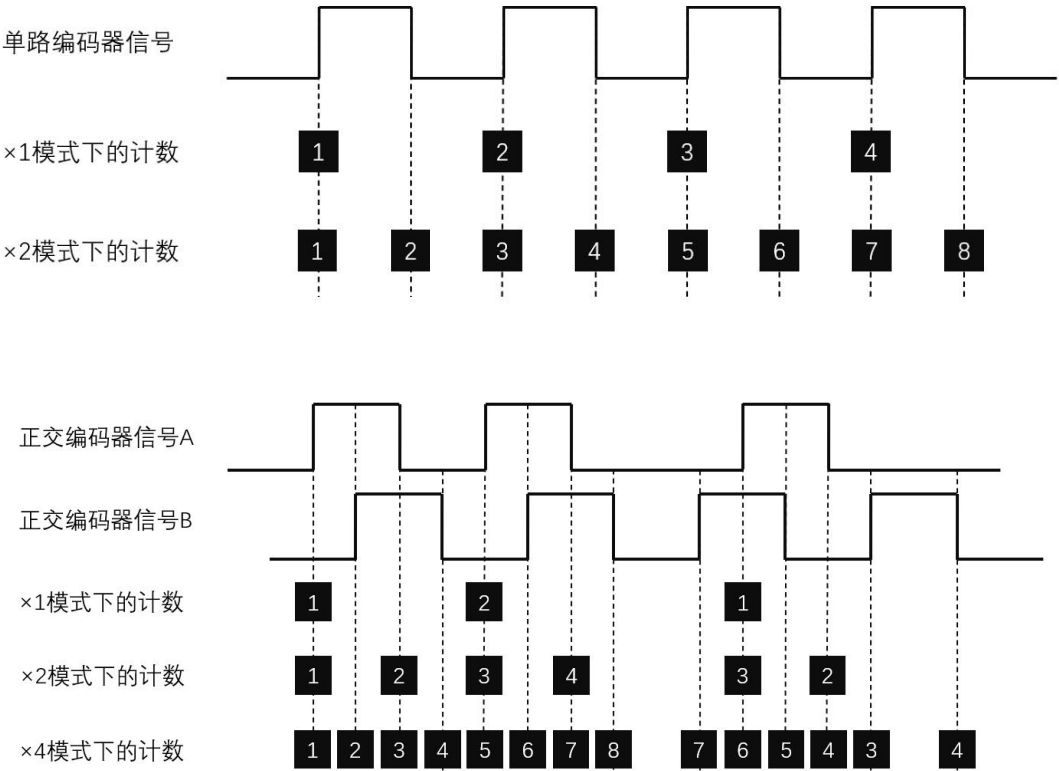 单路编码器信号
×1模式下的计数 1 2 3 4
×2模式下的计数 1 2 3 4 5 6 7 8
正交编码器信号A
正交编码器信号B
×1模式下的计数 1 2 1
×2模式下的计数 1 2 3 4 3 2
×4模式下的计数 1 2 3 4 5 6 7 8 7 6 5 4 3 4